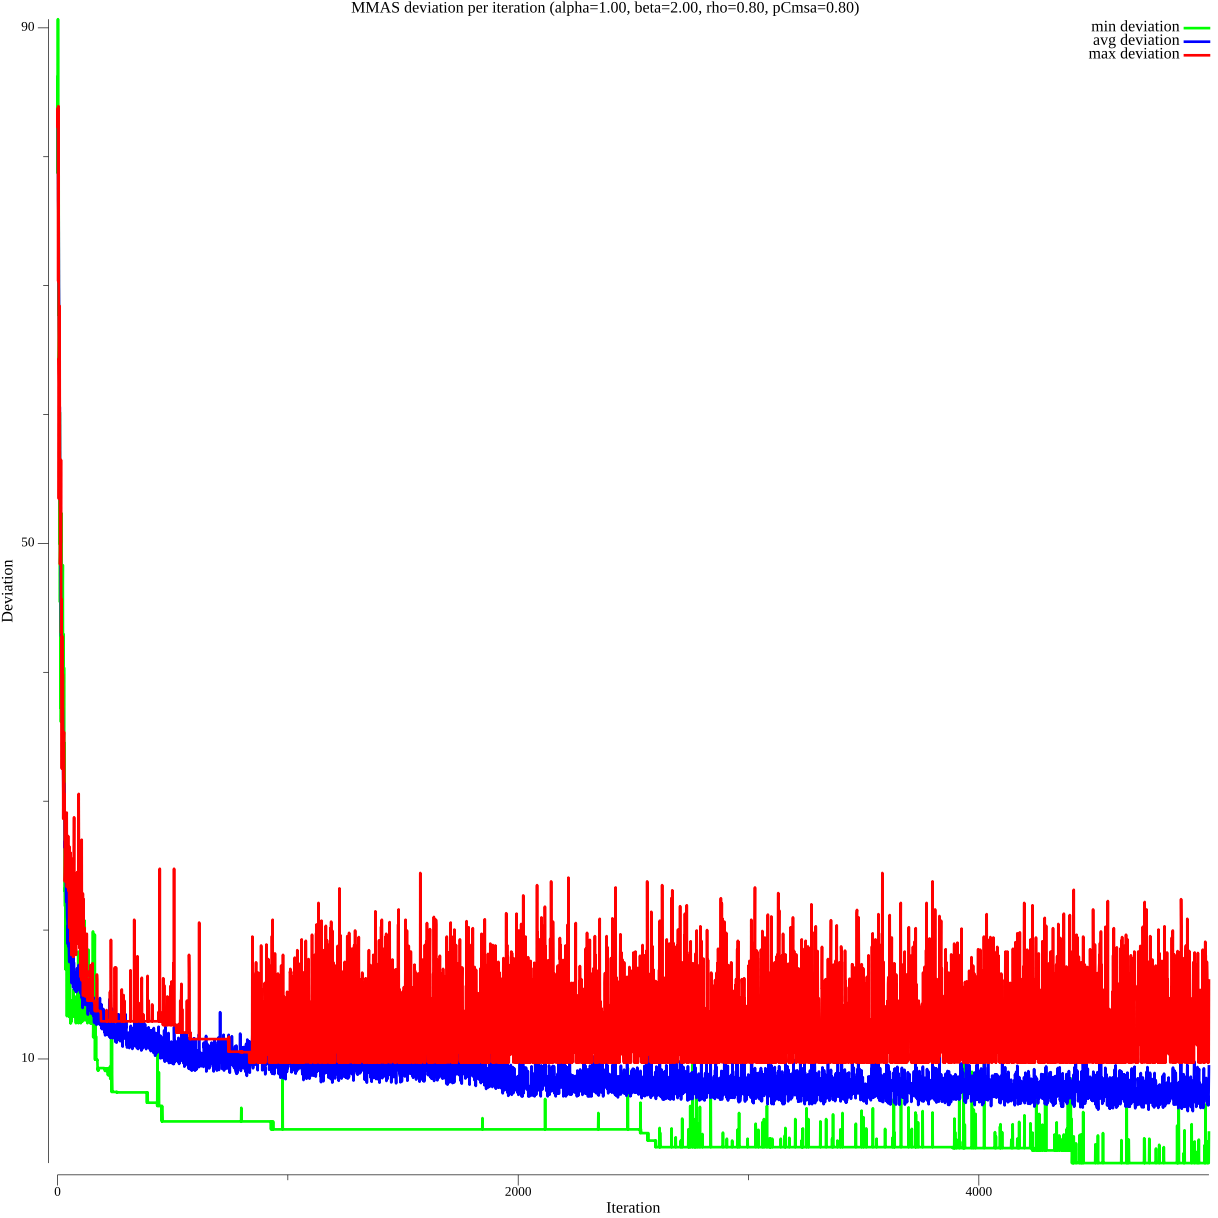 MMAS deviation per iteration (alpha=1.00, beta=2.00, rho=0.80, pCmsa=0.80)
min deviation
avg deviation
max deviation
90
50
10
Deviation
0
2000
4000
Iteration